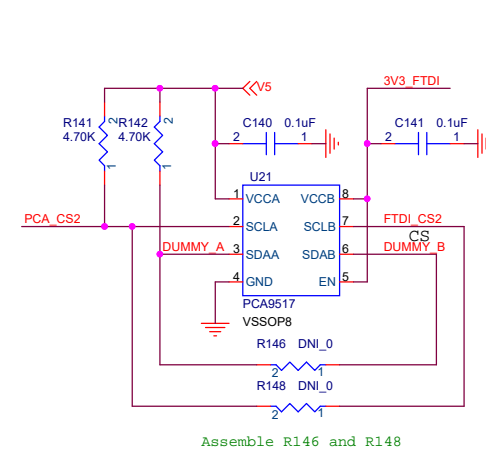 V5
3V3_FTDI
R141
4.70K
2
1
R142
4.70K
2
1
C140 0.1uF
2 1
C141 0.1uF
2 1
U21
1 VCCA VCCB 8
PCA_CS2
2 SCLA SCLB 7
FTDI_CS2
CS
DUMMY_A
3 SDAA SDAB 6
DUMMY_B
4 GND EN 5
PCA9517
VSSOP8
R146 DNI_0
2 1
R148 DNI_0
2 1
Assemble R146 and R148